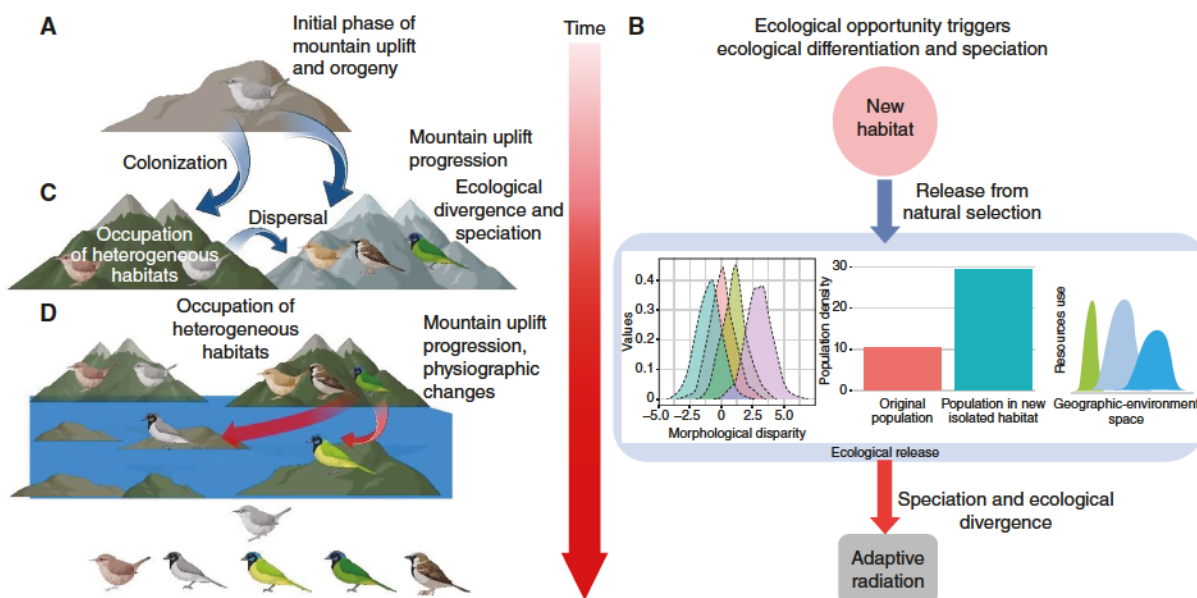 A
Initial phase of
mountain uplift
and orogeny
Colonization
Mountain uplift
progression
C
Ecological
divergence and
speciation
Dispersal
Occupation
of heterogeneous
habitats
D
Occupation of
heterogeneous
habitats
Mountain uplift
progression,
physiographic
changes
Time
B
Ecological opportunity triggers
ecological differentiation and speciation
New
habitat
Release from
natural selection
Values
0.4
0.3
0.2
0.1
0
−5.0 −2.5 0 2.5 5.0
Morphological disparity
Population density
30
20
10
0
Original
population
Population in new
isolated habitat
Resources use
Geographic-environment
space
Ecological release
Speciation and ecological
divergence
Adaptive
radiation